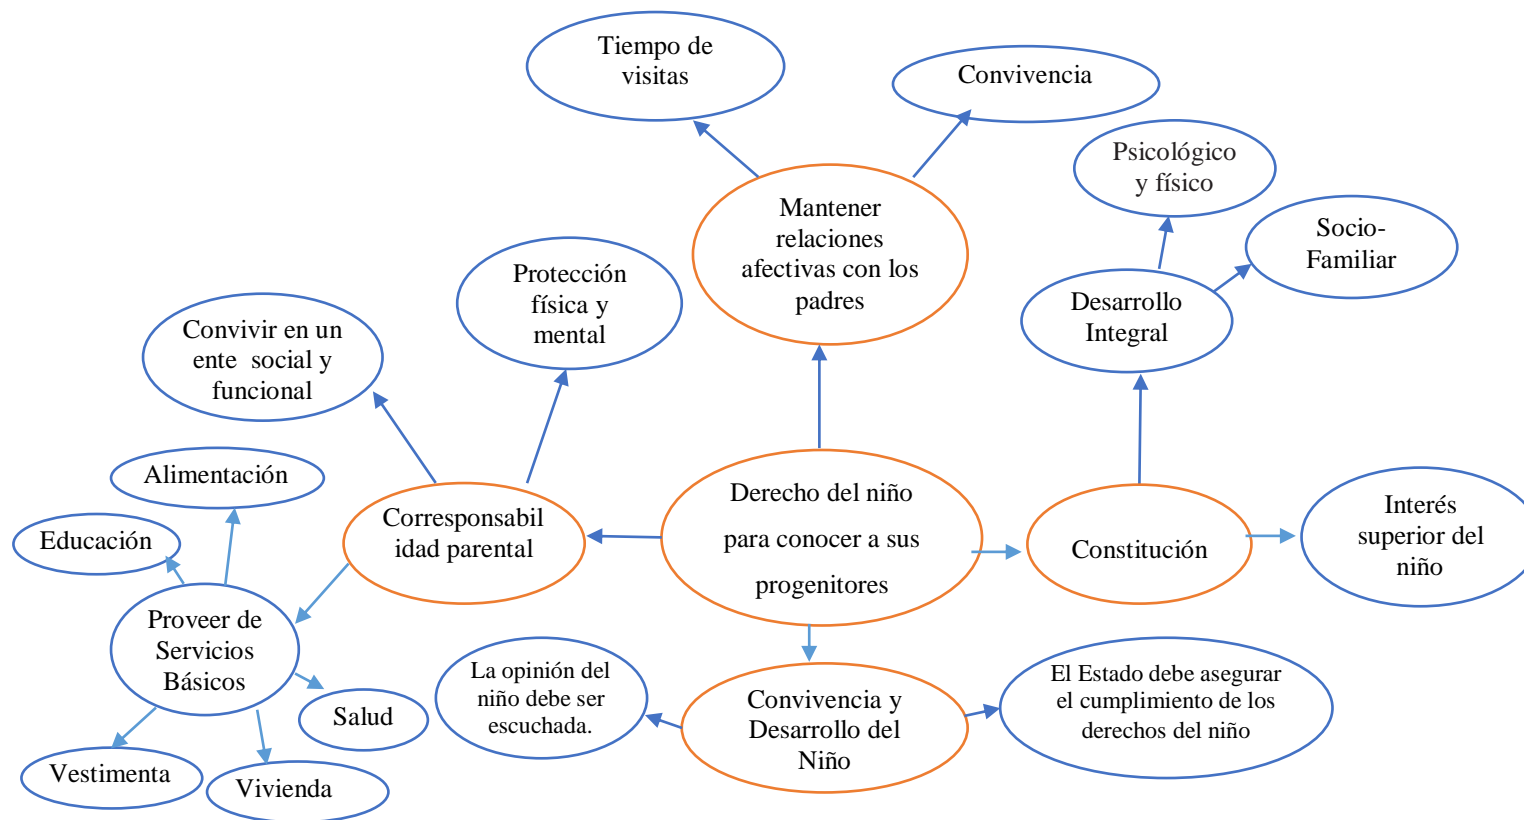 Tiempo de
visitas
Convivencia
Psicológico
y físico
Mantener
relaciones
afectivas con los
padres
Socio-
Familiar
Protección
física y
mental
Desarrollo
Integral
Convivir en un
ente social y
funcional
Alimentación
Educación
Corresponsabil
idad parental
Derecho del niño
para conocer a sus
progenitores
Constitución
Interés
superior del
niño
Proveer de
Servicios
Básicos
La opinión del
niño debe ser
escuchada.
Convivencia y
Desarrollo del
Niño
El Estado debe asegurar
el cumplimiento de los
derechos del niño
Salud
Vestimenta
Vivienda